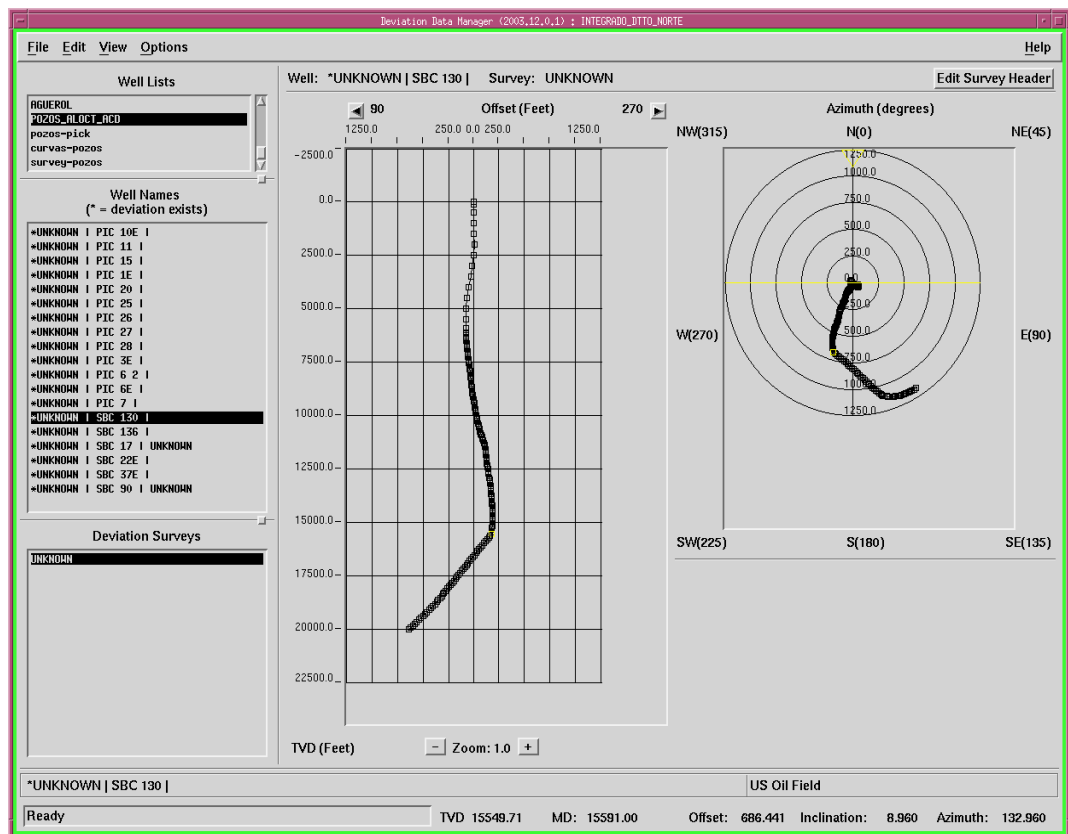 Deviation Data Manager (2003.12.0.1) : INTEGRADO_DTTO_NORTE
File Edit View Options Help
Well Lists
AGUEROL
POZOS_ALOCT_ACD
pozos-pick
curvas-pozos
survey-pozos
Well Names
(* = deviation exists)
*UNKNOWN | PIC 10E |
*UNKNOWN | PIC 11 |
*UNKNOWN | PIC 15 |
*UNKNOWN | PIC 1E |
*UNKNOWN | PIC 20 |
*UNKNOWN | PIC 25 |
*UNKNOWN | PIC 26 |
*UNKNOWN | PIC 27 |
*UNKNOWN | PIC 28 |
*UNKNOWN | PIC 3E |
*UNKNOWN | PIC 6 2 |
*UNKNOWN | PIC 6E |
*UNKNOWN | PIC 7 |
*UNKNOWN | SBC 130 |
*UNKNOWN | SBC 136 |
*UNKNOWN | SBC 17 | UNKNOWN
*UNKNOWN | SBC 22E |
*UNKNOWN | SBC 37E |
*UNKNOWN | SBC 90 | UNKNOWN
Deviation Surveys
UNKNOWN
Well: *UNKNOWN | SBC 130 | Survey: UNKNOWN
Edit Survey Header
90 Offset (Feet) 270
1250.0 250.0 0.0 250.0 1250.0
-2500.0
0.0
2500.0
5000.0
7500.0
10000.0
12500.0
15000.0
17500.0
20000.0
22500.0
TVD (Feet) - Zoom: 1.0 +
Azimuth (degrees)
NW(315) N(0) NE(45)
1250.0
1000.0
750.0
500.0
250.0
0.0
250.0
500.0
W(270) E(90)
750.0
1000.0
1250.0
SW(225) S(180) SE(135)
*UNKNOWN | SBC 130 | US Oil Field
Ready TVD 15549.71 MD: 15591.00 Offset: 686.441 Inclination: 8.960 Azimuth: 132.960